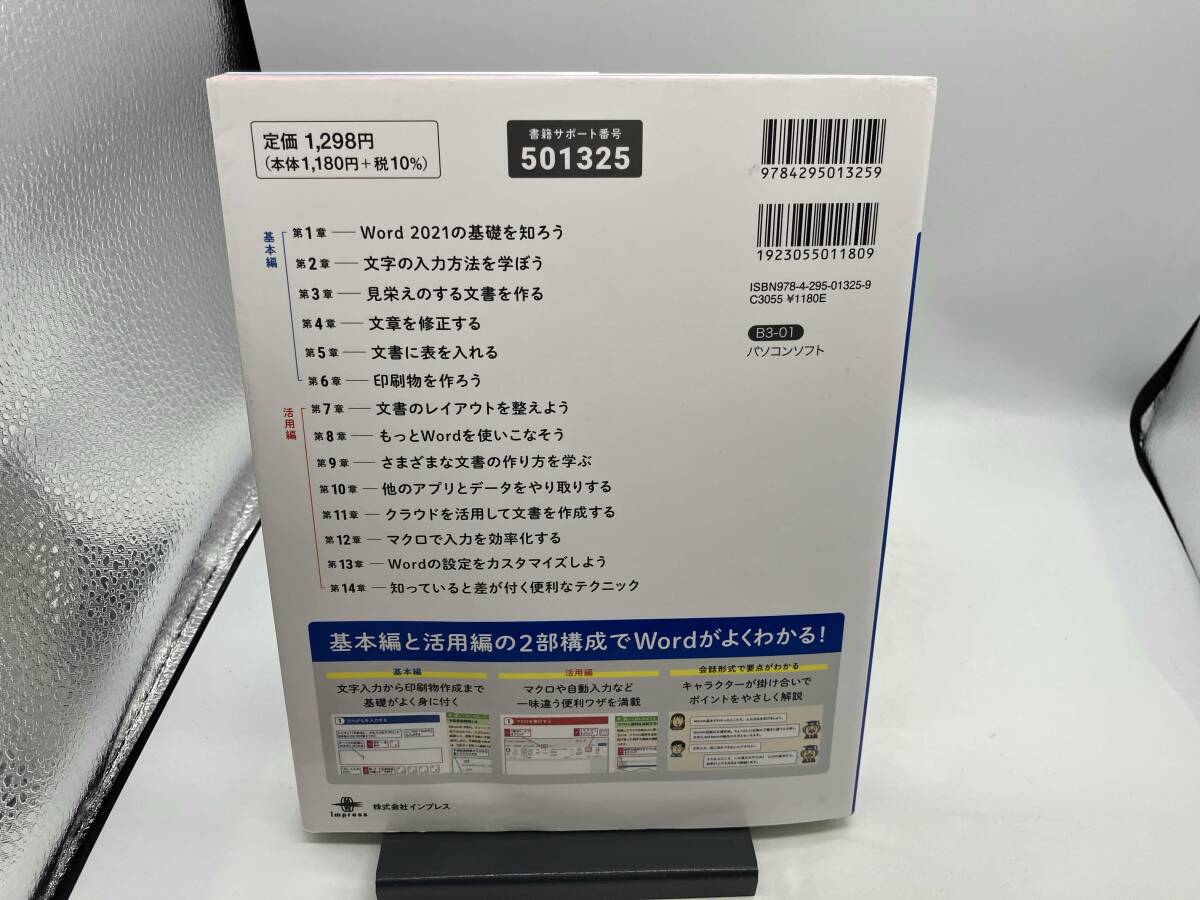 定価 1,298円
(本体1,180円+税10%)
書籍サポート番号
501325
9784295013259
1923055011809
ISBN978-4-295-01325-9
C3055 ¥1180E
B3-01
パソコンソフト
基本編
第1章 ── Word 2021の基礎を知ろう
第2章 ── 文字の入力方法を学ぼう
第3章 ── 見栄えのする文書を作る
第4章 ── 文章を修正する
第5章 ── 文書に表を入れる
第6章 ── 印刷物を作ろう
活用編
第7章 ── 文書のレイアウトを整えよう
第8章 ── もっとWordを使いこなそう
第9章 ── さまざまな文書の作り方を学ぶ
第10章 ── 他のアプリとデータをやり取りする
第11章 ── クラウドを活用して文書を作成する
第12章 ── マクロで入力を効率化する
第13章 ── Wordの設定をカスタマイズしよう
第14章 ── 知っていると差が付く便利なテクニック
基本編と活用編の2部構成でWordがよくわかる!
基本編
文字入力から印刷物作成まで
基礎がよく身に付く
活用編
マクロや自動入力など
一味違う便利ワザを満載
会話形式で要点がわかる
キャラクターが掛け合いで
ポイントをやさしく解説
impress
株式会社インプレス